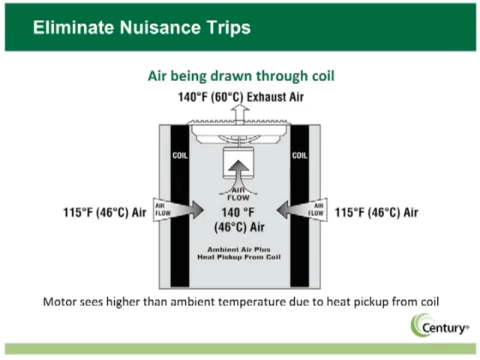 Eliminate Nuisance Trips
Air being drawn through coil
140°F (60°C) Exhaust Air
COIL
COIL
AIR
FLOW
115°F (46°C) Air
AIR
FLOW
140 °F
(46°C) Air
AIR
FLOW
115°F (46°C) Air
Ambient Air Plus
Heat Pickup From Coil
Motor sees higher than ambient temperature due to heat pickup from coil
Century®